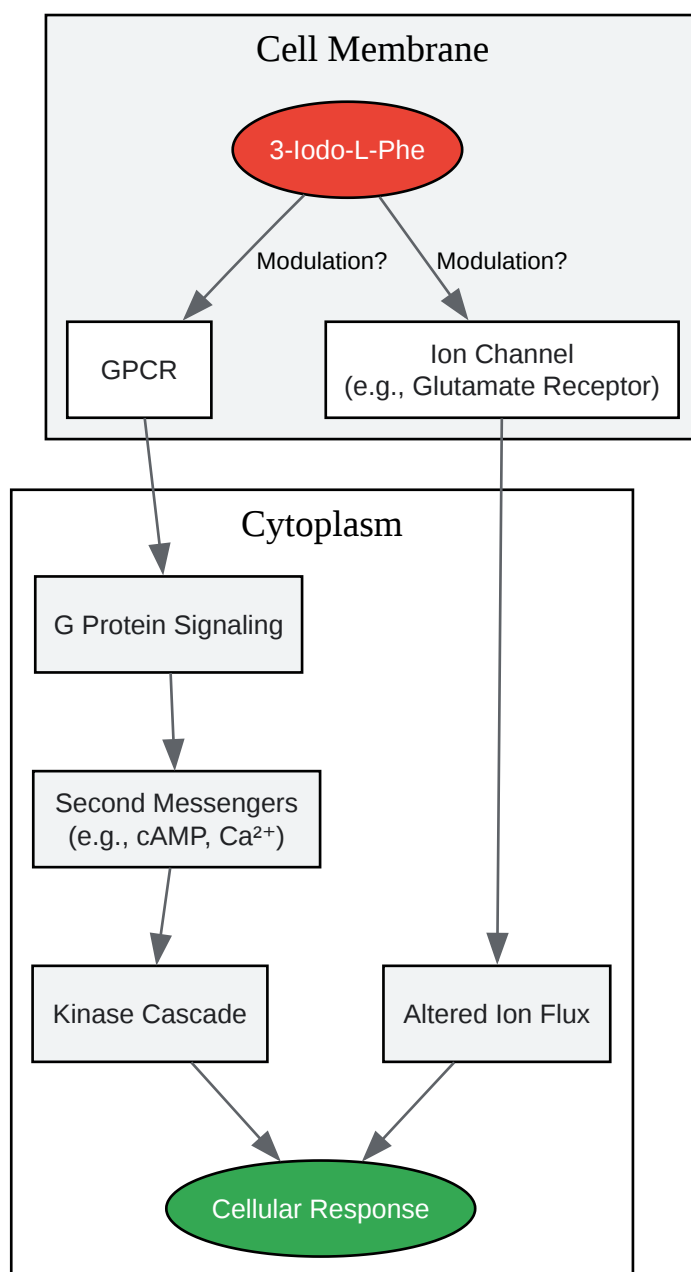 Cell Membrane
3-Iodo-L-Phe
Modulation?
Modulation?
GPCR
Ion Channel
(e.g., Glutamate Receptor)
Cytoplasm
G Protein Signaling
Second Messengers
(e.g., cAMP, Ca²⁺)
Kinase Cascade
Altered Ion Flux
Cellular Response